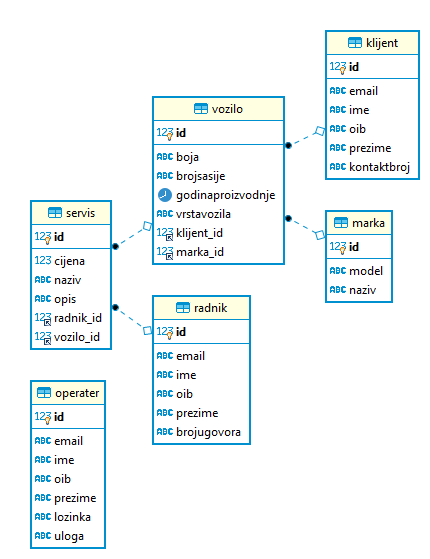 klijent
123 id
ABC email
ABC ime
ABC oib
ABC prezime
ABC kontaktbroj
vozilo
123 id
ABC boja
ABC brojsasije
godinaproizvodnje
ABC vrstavozila
123 klijent_id
ABC marka_id
servis
123 id
123 cijena
ABC naziv
ABC opis
123 radnik_id
123 vozilo_id
marka
123 id
ABC model
ABC naziv
radnik
123 id
ABC email
ABC ime
ABC oib
ABC prezime
ABC brojugovora
operater
123 id
ABC email
ABC ime
ABC oib
ABC prezime
ABC lozinka
ABC uloga